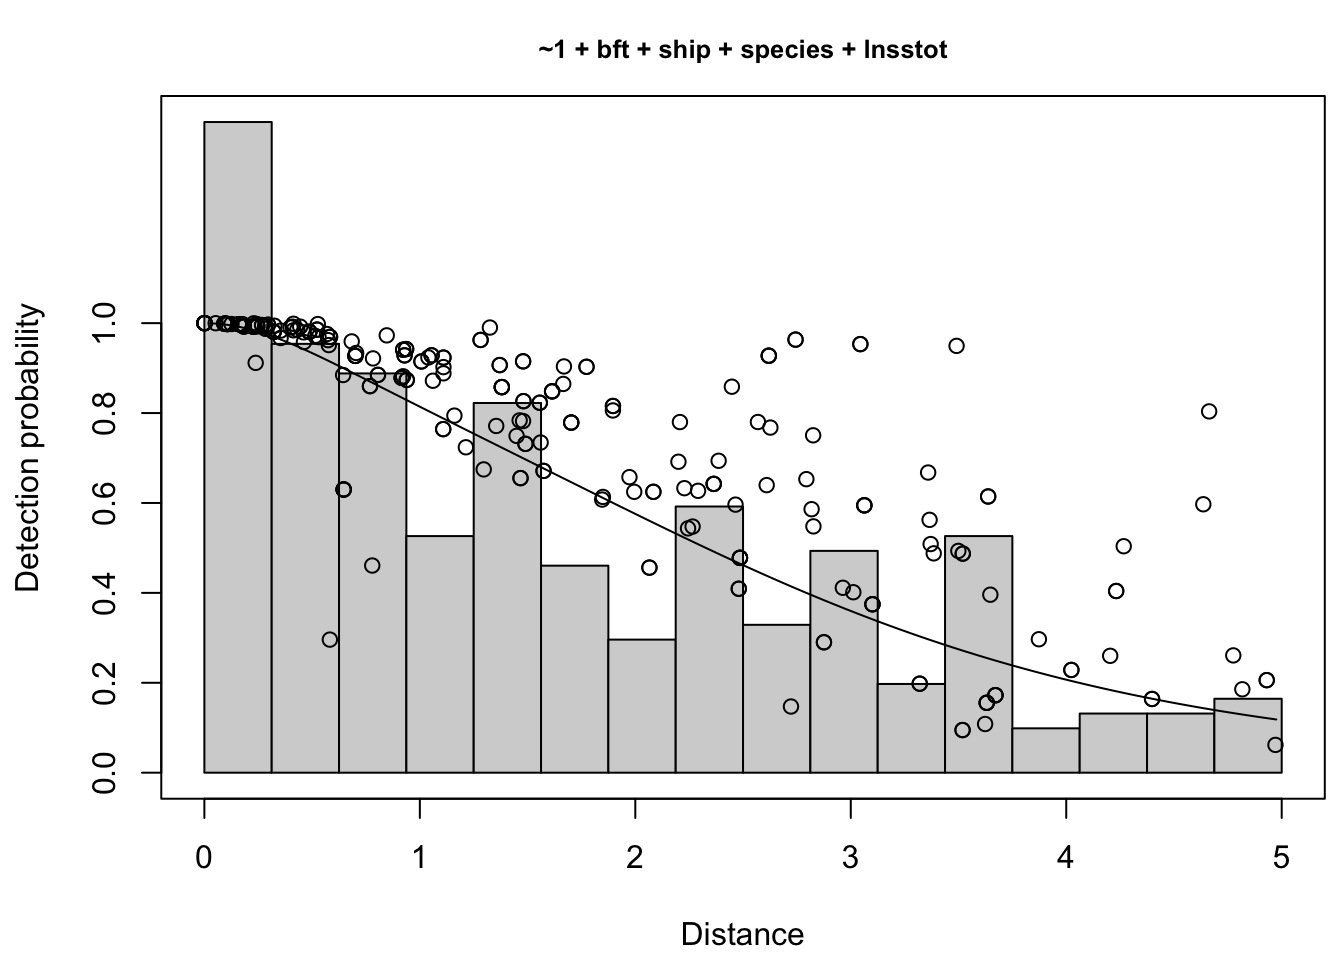 ~1 + bft + ship + species + lnsstot
Detection probability
1.0
0.8
0.6
0.4
0.2
0.0
0 1 2 3 4 5
Distance